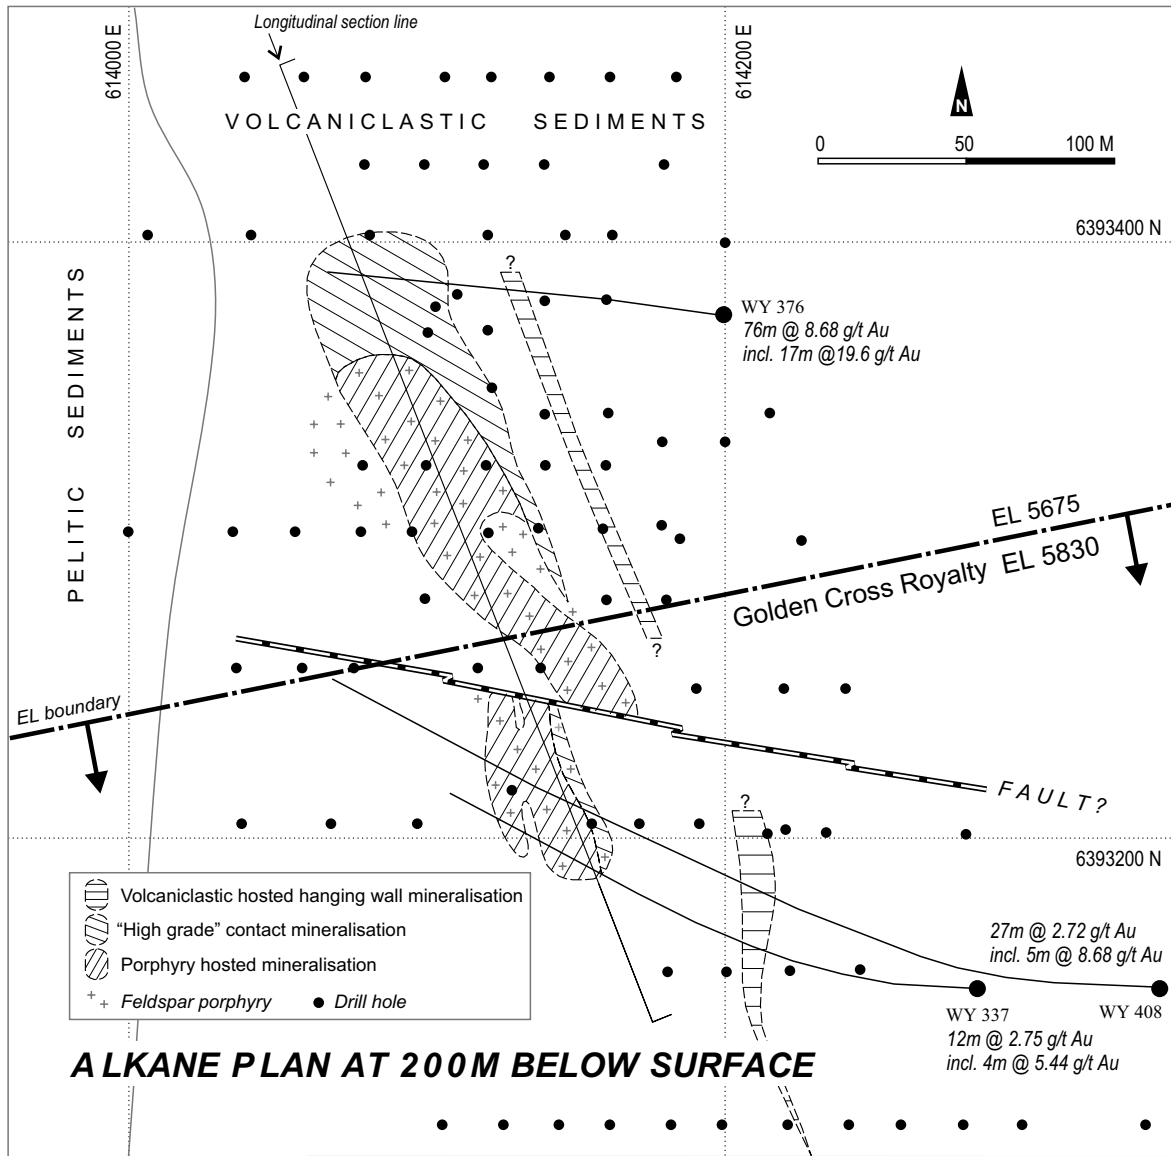 Longitudinal section line
614000 E
614200 E
VOLCANICLASTIC SEDIMENTS
N
0 50 100 M
6393400 N
?
WY 376
76m @ 8.68 g/t Au
incl. 17m @19.6 g/t Au
PELITIC SEDIMENTS
EL 5675
Golden Cross Royalty EL 5830
?
EL boundary
FAULT?
?
6393200 N
Volcaniclastic hosted hanging wall mineralisation
“High grade” contact mineralisation
Porphyry hosted mineralisation
Feldspar porphyry
Drill hole
27m @ 2.72 g/t Au
incl. 5m @ 8.68 g/t Au
WY 337
WY 408
12m @ 2.75 g/t Au
incl. 4m @ 5.44 g/t Au
ALKANE PLAN AT 200M BELOW SURFACE